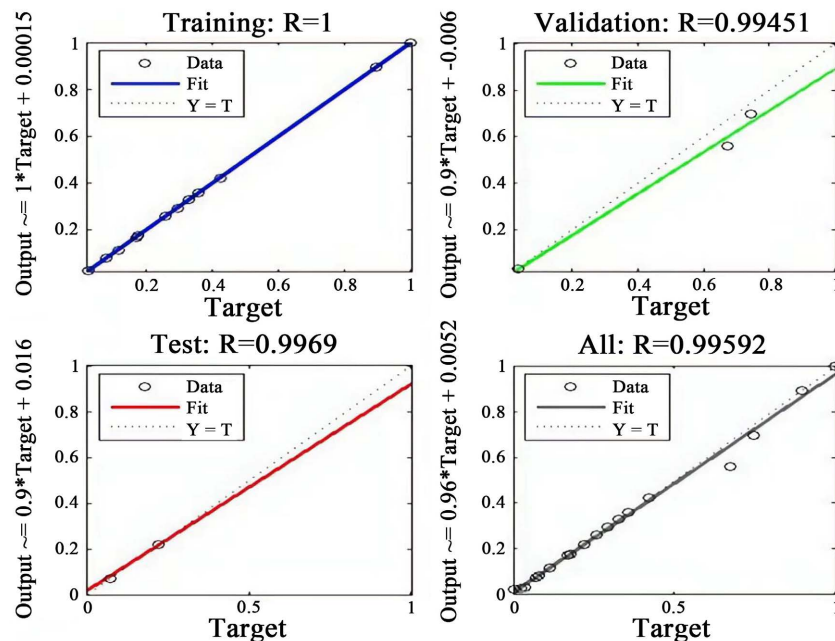 Training: R=1
Output ~= 1*Target + 0.00015
1
0.8
0.6
0.4
0.2
Data
Fit
Y = T
0.2
0.4
0.6
0.8
1
Target
Validation: R=0.99451
Output ~= 0.9*Target + -0.006
1
0.8
0.6
0.4
0.2
Data
Fit
Y = T
0.2
0.4
0.6
0.8
1
Target
Test: R=0.9969
Output ~= 0.9*Target + 0.016
1
0.8
0.6
0.4
0.2
0
Data
Fit
Y = T
0
0.5
1
Target
All: R=0.99592
Output ~= 0.96*Target + 0.0052
1
0.8
0.6
0.4
0.2
0
Data
Fit
Y = T
0
0.5
1
Target